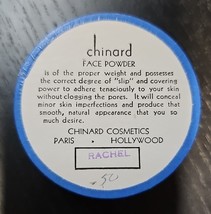 chinard
FACE POWDER
is of the proper weight and possesses
the correct degree of "slip" and covering
power to adhere tenaciously to your skin
without clogging the pores. It will conceal
minor skin imperfections and produce that
smooth, natural appearance that you so
much desire.
CHINARD COSMETICS
PARIS • HOLLYWOOD
RACHEL
.50